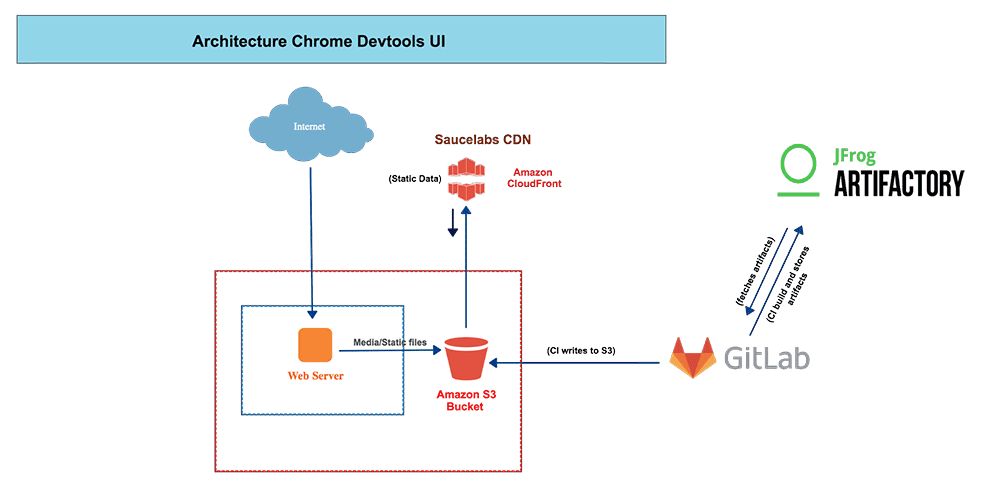 Architecture Chrome Devtools UI
Internet
Saucelabs CDN
(Static Data)
Amazon
CloudFront
JFrog
ARTIFACTORY
(fetches artifacts)
(CI build and stores
artifacts
Media/Static files
(CI writes to S3)
GitLab
Web Server
Amazon S3
Bucket